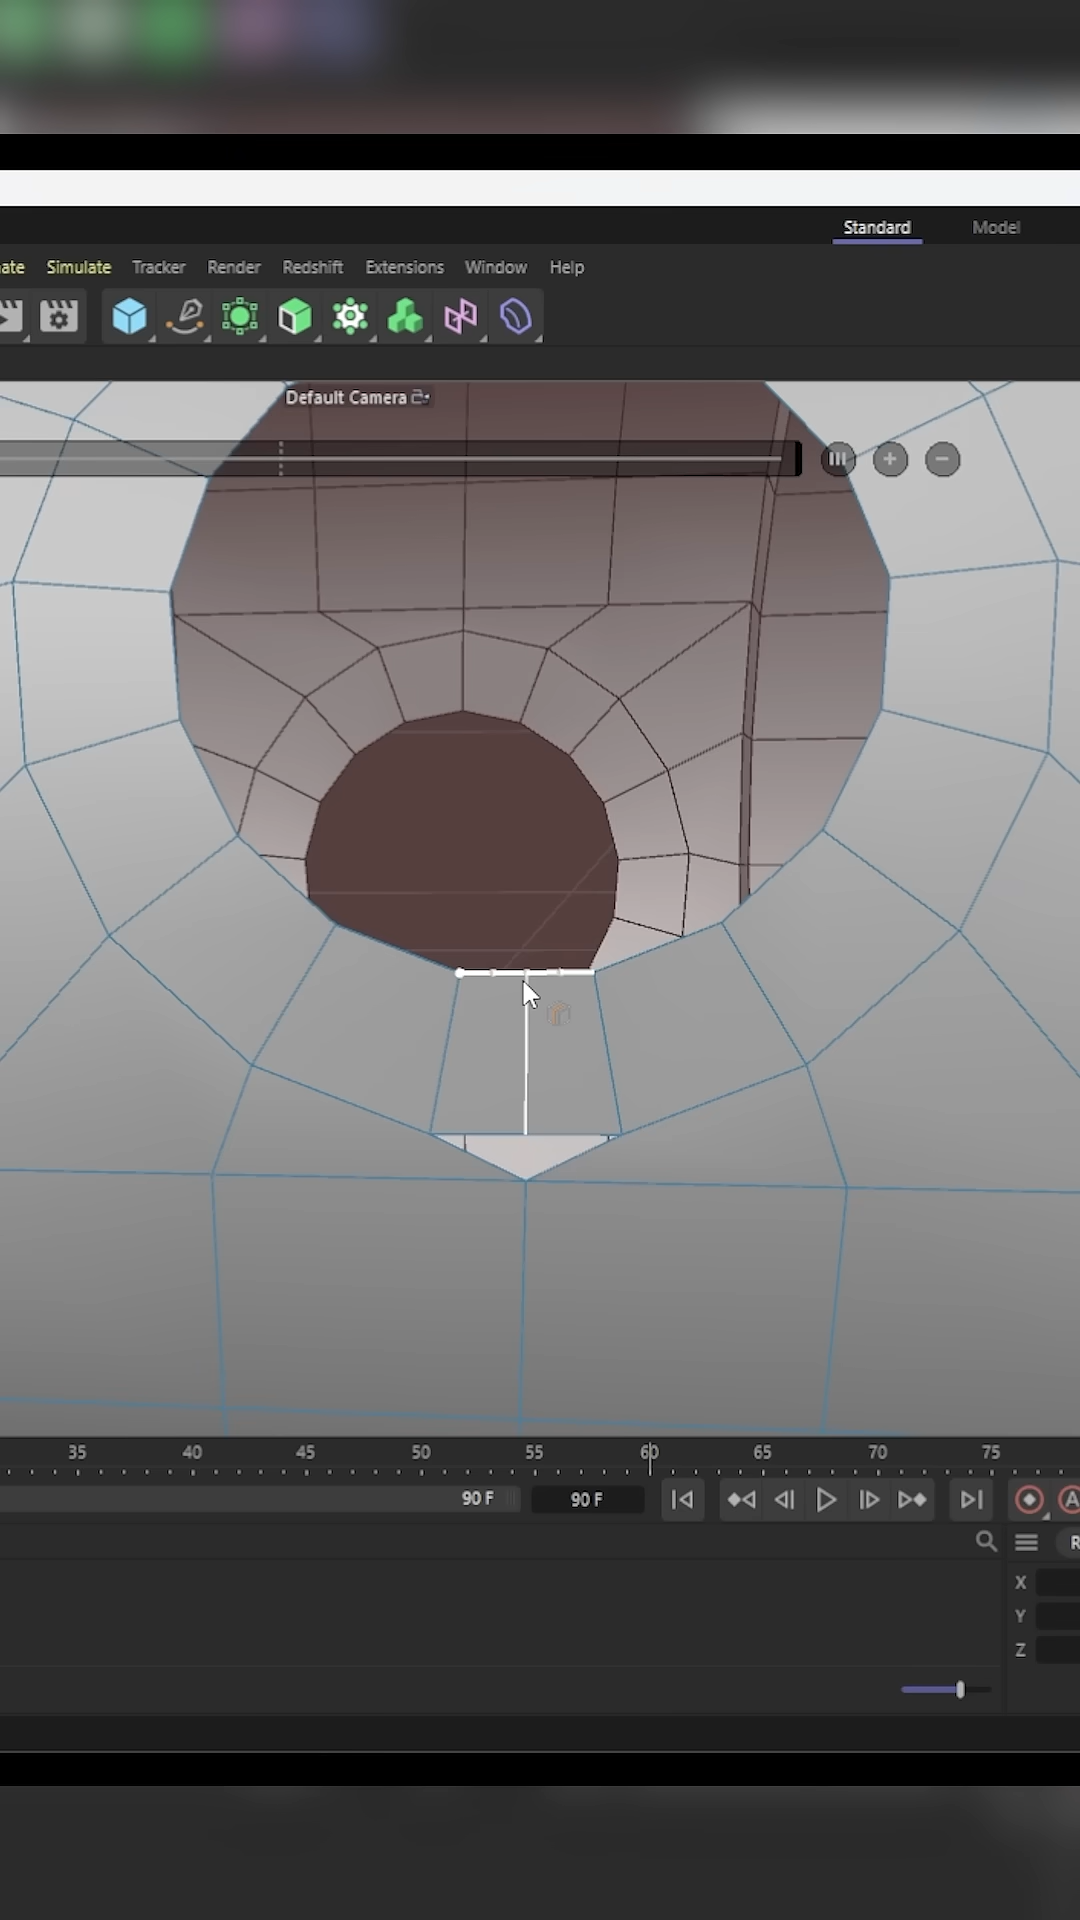 Standard Model
ate Simulate Tracker Render Redshift Extensions Window Help
Default Camera
35 40 45 50 55 60 65 70 75
90 F 90 F
A
R
X
Y
Z